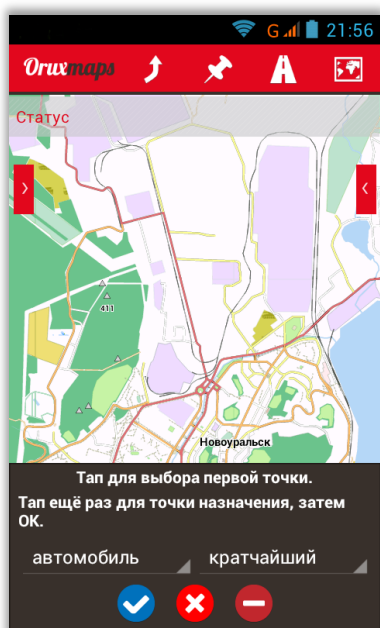 G 21:56
Oruxmaps
Статус
411
Новоуральск
Тап для выбора первой точки.
Тап ещё раз для точки назначения, затем
ОК.
автомобиль кратчайший